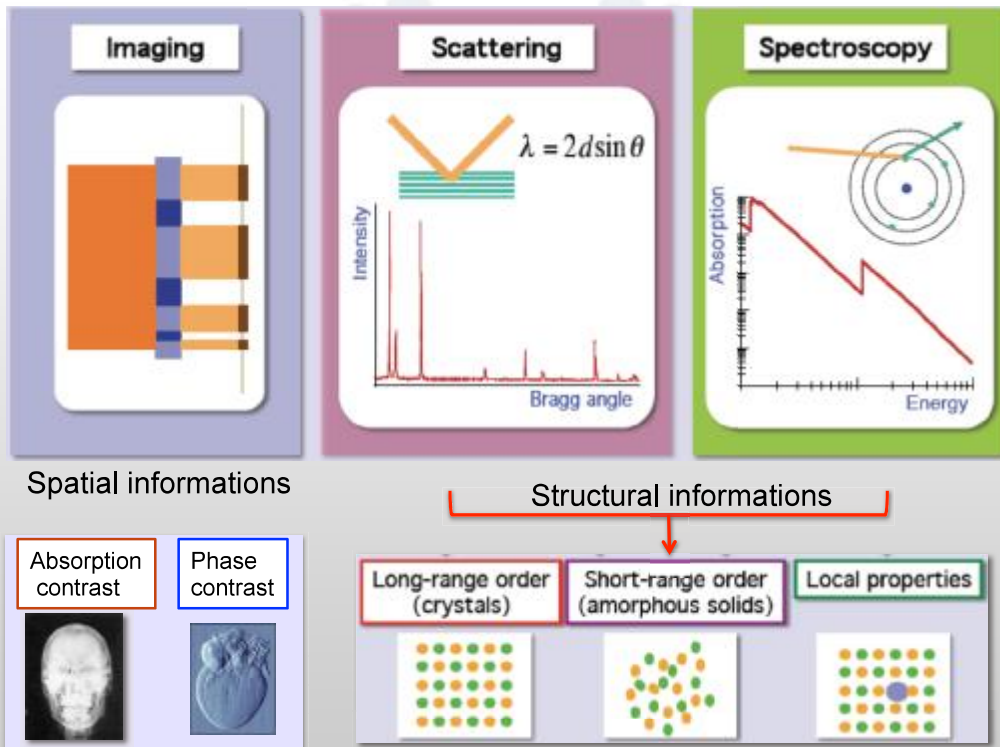 Imaging
Scattering
Spectroscopy
λ = 2d sin θ
Intensity
Bragg angle
Absorption
Energy
Spatial informations
Structural informations
Absorption
contrast
Phase
contrast
Long-range order
(crystals)
Short-range order
(amorphous solids)
Local properties